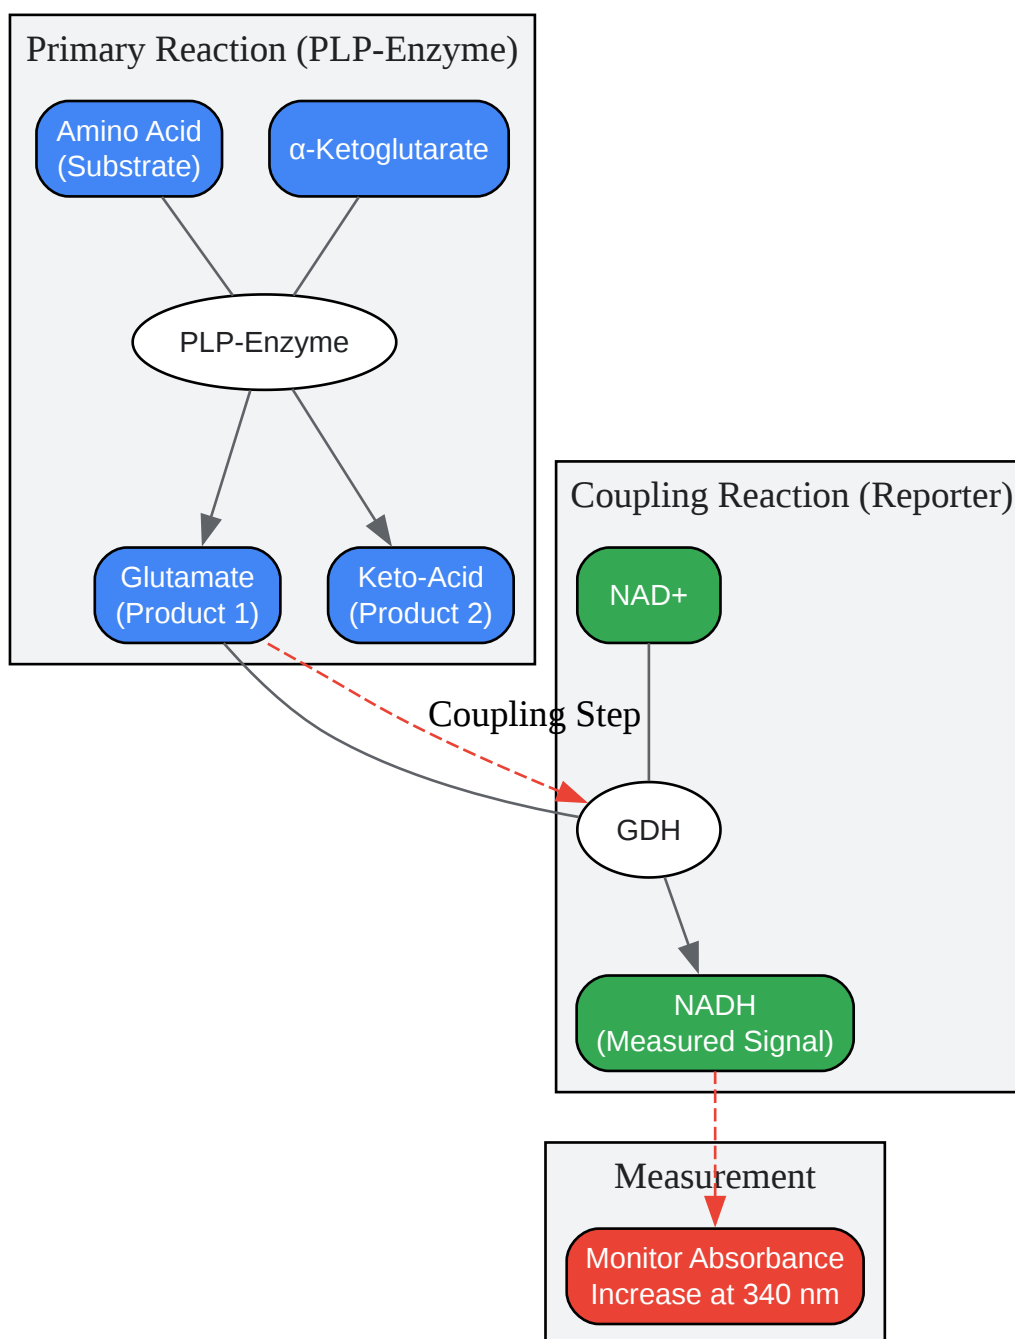 Primary Reaction (PLP-Enzyme)
Amino Acid
(Substrate)
α-Ketoglutarate
PLP-Enzyme
Glutamate
(Product 1)
Keto-Acid
(Product 2)
Coupling Reaction (Reporter)
NAD+
Coupling Step
GDH
NADH
(Measured Signal)
Measurement
Monitor Absorbance
Increase at 340 nm